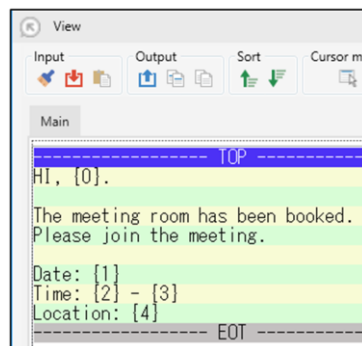 View
Input Output Sort Cursor m
Main
------------------ TOP -----------
HI, {0}.
The meeting room has been booked.
Please join the meeting.
Date: {1}
Time: {2} - {3}
Location: {4}
------------------ EOT -----------